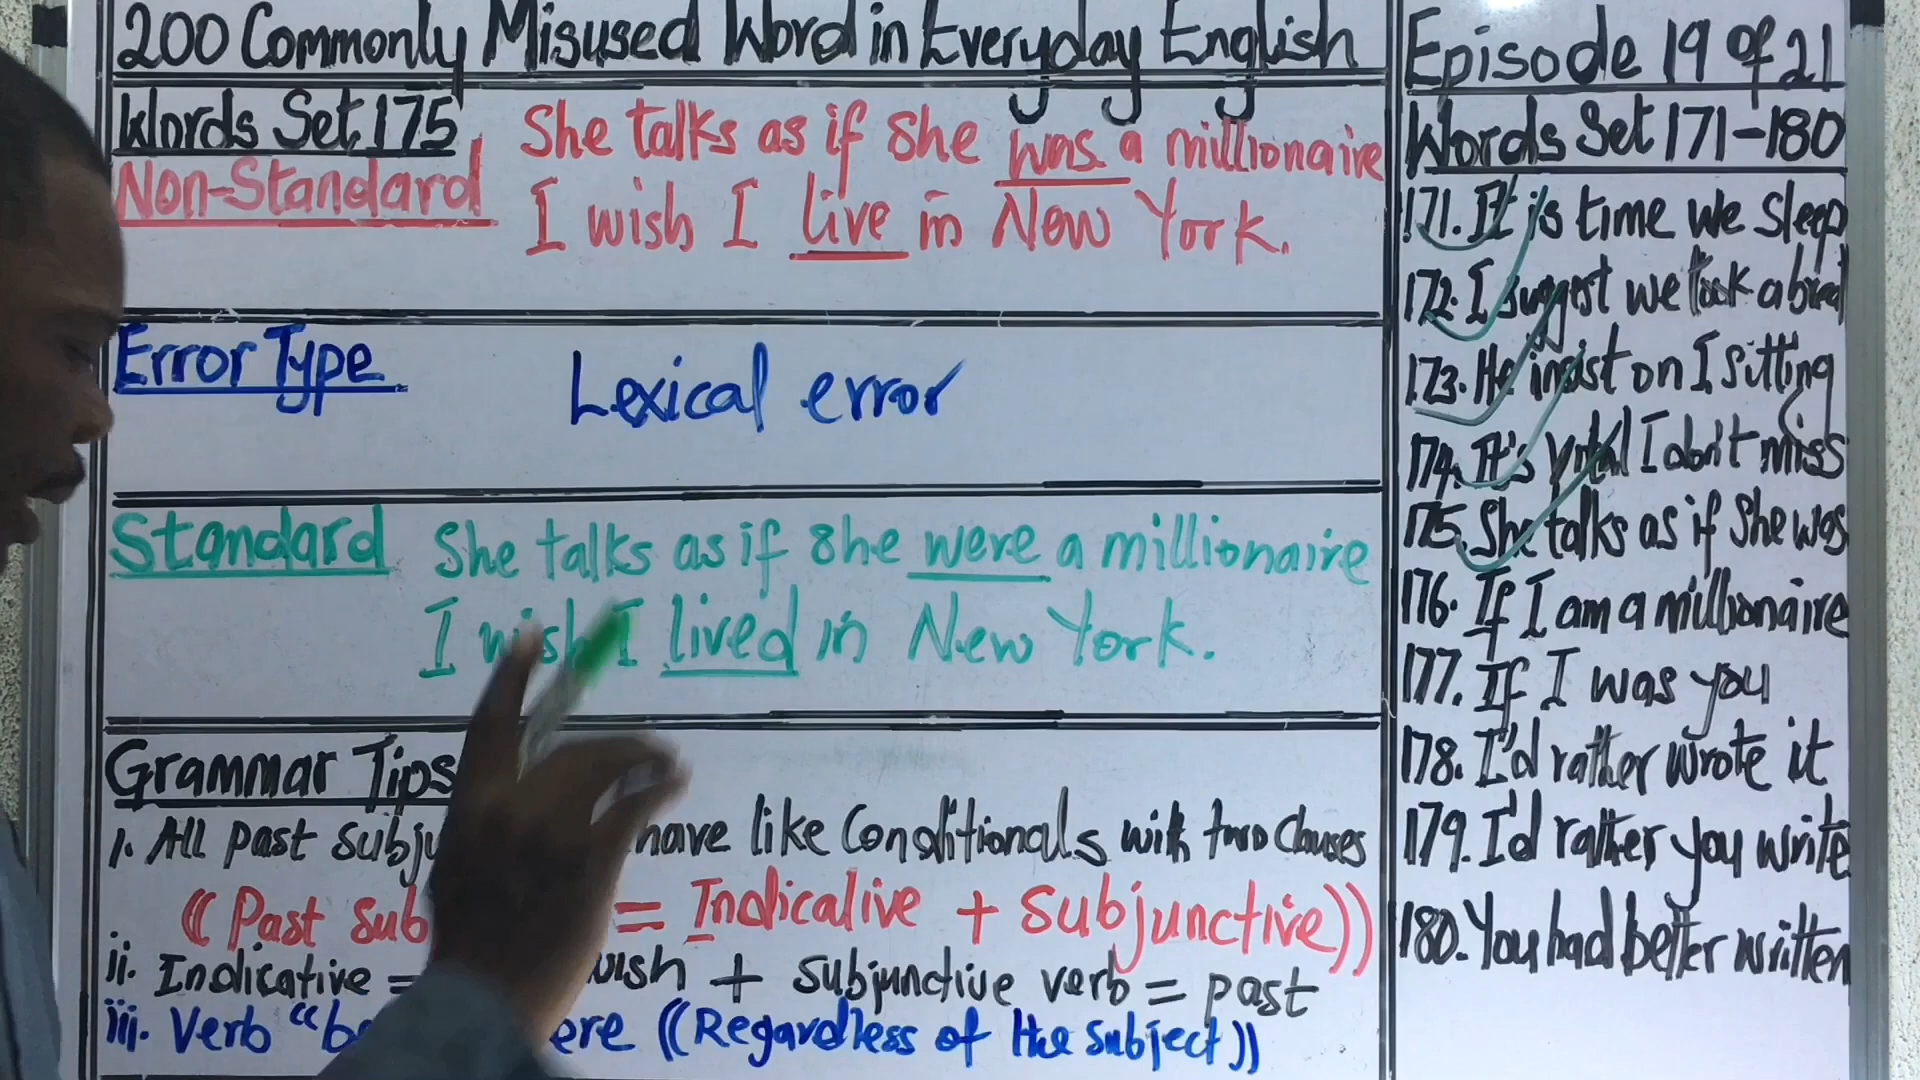 200 Commonly Misused Word in Everyday English
Words Set 175
Non-Standard
She talks as if she was a millionaire
I wish I live in New York.
Error Type
Lexical error
Standard
She talks as if she were a millionaire
I wish I lived in New York.
Grammar Tips
i. All past subju have like Conditionals with two Clauses
((Past sub = Indicative + Subjunctive))
ii. Indicative = wish + subjunctive verb = past
iii. Verb "be ere ((Regardless of the subject))
Episode 19 of 21
Words Set 171-180
171. It is time we sleep
172. I suggest we took a brea
173. He insist on I sitting
174. It's vital I don't miss
175. She talks as if she was
176. If I am a millionaire
177. If I was you
178. I'd rather wrote it
179. I'd rather you write
180. You had better written